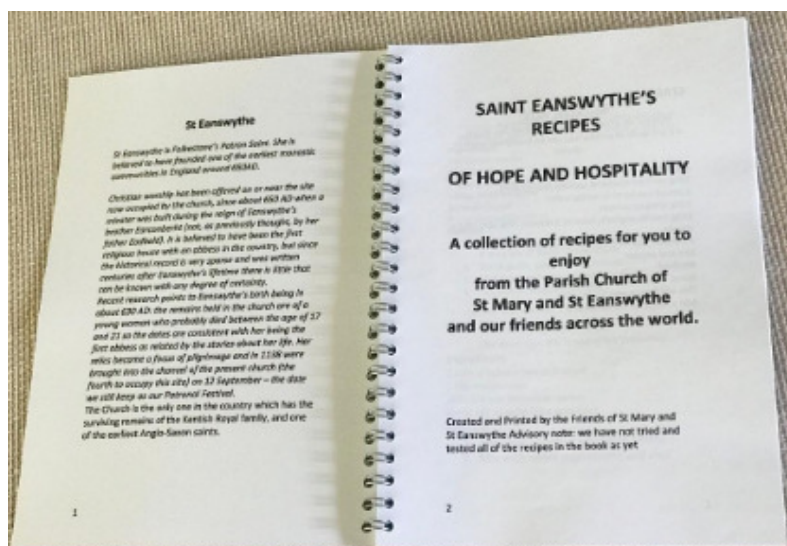 St Eanswythe
St Eanswythe is Folkestone's Patron Saint. She is
believed to have founded one of the earliest monastic
communities in England around 660AD.
Christian worship has been offered on or near the site
now occupied by the church, since about 660 AD when a
minster was built during the reign of Eanswythe's
brother (not, as previously thought, by her
father Eadbald). It is believed to have been the first
religious house with an abbess in the country, but since
the historical record is very sparse and was written
centuries after Eanswythe's lifetime there is little that
can be known with any degree of certainty.
Recent research points to Eanswythe's birth being in
about 630 AD: the remains held in the church are of a
young woman who probably died between the age of 17
and 21 so the dates are consistent with her being the
first abbess as related by the stories about her life. Her
relics became a focus of pilgrimage and in 1138 were
brought into the chancel of the present church (the
fourth to occupy this site) on 12 September – the date
we still keep as our Patronal Festival.
The Church is the only one in the country which has the
surviving remains of the Kentish Royal family, and one
of the earliest Anglo-Saxon saints.
1
SAINT EANSWYTHE'S
RECIPES
OF HOPE AND HOSPITALITY
A collection of recipes for you to
enjoy
from the Parish Church of
St Mary and St Eanswythe
and our friends across the world.
Created and Printed by the Friends of St Mary and
St Eanswythe Advisory note: we have not tried and
tested all of the recipes in the book as yet
2